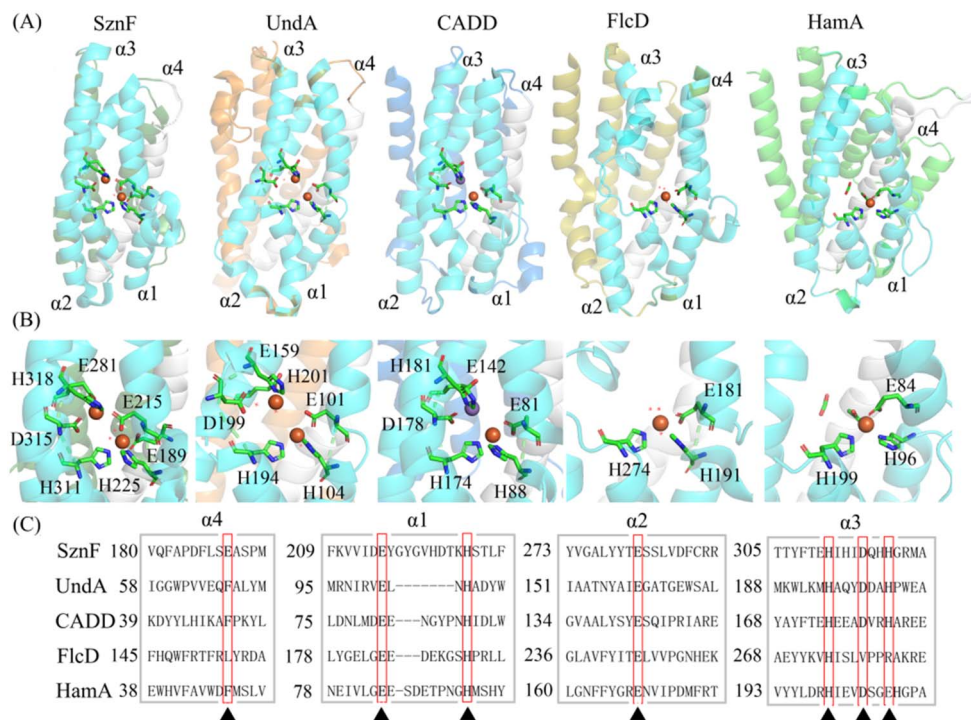 (A)
SznF UndA CADD FlcD HamA
α3 α4 α2 α1
α3 α4 α2 α1
α3 α4 α2 α1
α3 α4 α2 α1
α3 α4 α2 α1
(B)
E281 H318 E215 D315 E189 H311 H225
E159 H201 E101 D199 H194 H104
H181 E142 E81 D178 H174 H88
E181 H274 H191
E84 H96 H199
(C)
α4 α1 α2 α3
SznF 180 VQFAPDFLSEASPM 209 FKVVIDEYGYGVHDTKHSTLF 273 YVGALYYTESSLVDFCRR 305 TTYFTEHIHIDQHHGRMA
UndA 58 IGGWPVVEQFALYM 95 MRNIRVEL--------NHADYW 151 IAATNYAIEGATGEWSAL 188 MKWLKMHAQYDDAHPWEA
CADD 39 KDYYLHIKAFPKYL 75 LDNLMDEE---NGYPNHIDLW 134 GVAALSYSESQIPRIARE 168 YAYFTEHEEADVRHAREE
FlcD 145 FHQWFRTFRLYRDA 178 LYGELGEE---DEKGSHPRLL 236 GLAVFYITELVVPGNHEK 268 AEYYKVHISLVPPRAKRE
HamA 38 EWHVFAVWDFMSLV 78 NEIVLGEE-SDETPNGHMSHY 160 LGNFFYGRENVIPDMFRT 193 VYYLDRHIEVDSGEHGPA